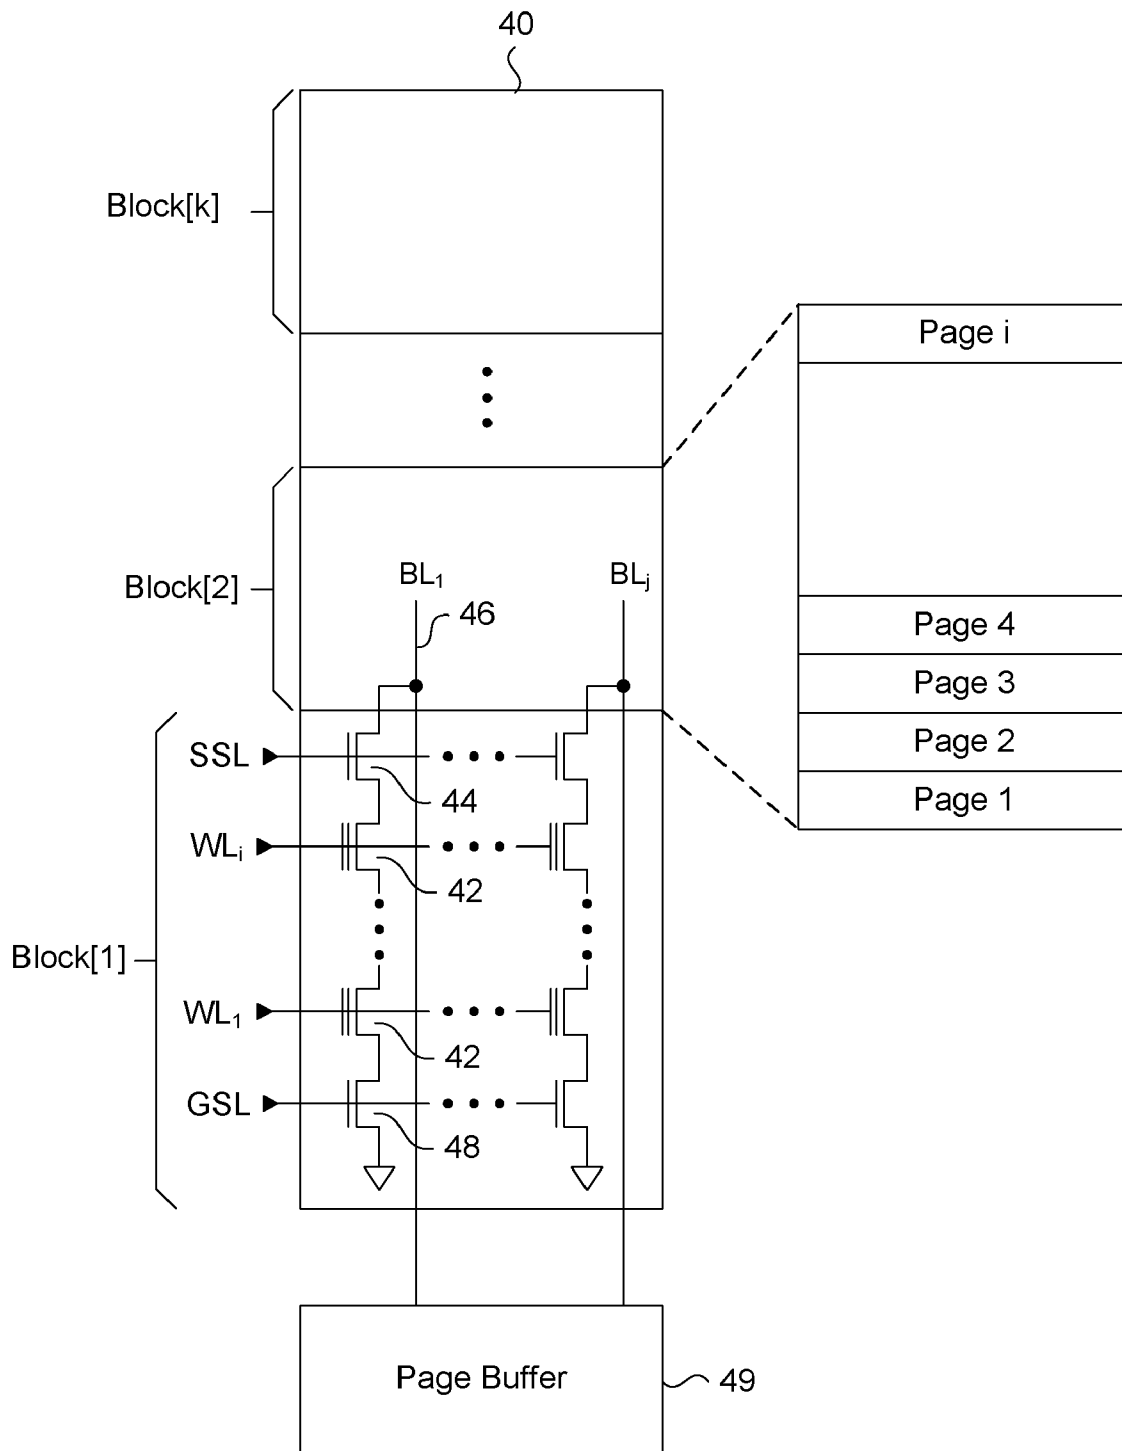 40
Block[k]
Page i
Block[2]
BL₁
BLⱼ
46
Page 4
Page 3
Page 2
Page 1
SSL
44
WLᵢ
42
Block[1]
WL₁
42
GSL
48
Page Buffer
49